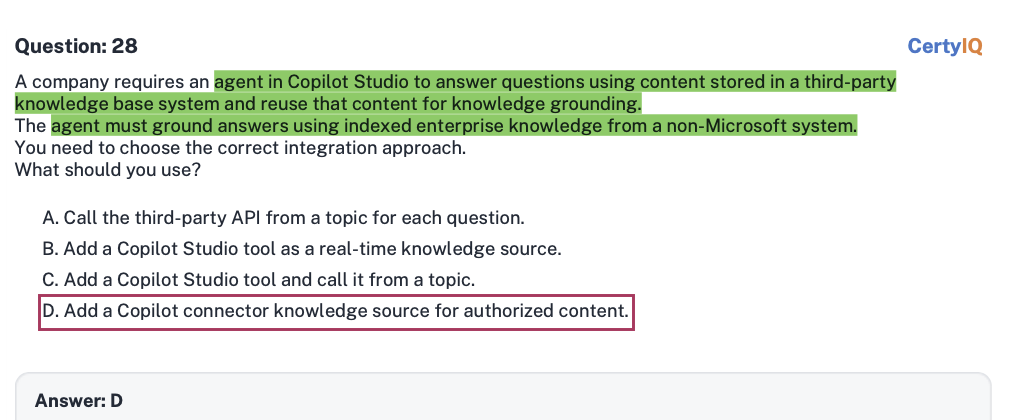 Question: 28
CertyIQ
A company requires an agent in Copilot Studio to answer questions using content stored in a third-party
knowledge base system and reuse that content for knowledge grounding.
The agent must ground answers using indexed enterprise knowledge from a non-Microsoft system.
You need to choose the correct integration approach.
What should you use?
A. Call the third-party API from a topic for each question.
B. Add a Copilot Studio tool as a real-time knowledge source.
C. Add a Copilot Studio tool and call it from a topic.
D. Add a Copilot connector knowledge source for authorized content.
Answer: D